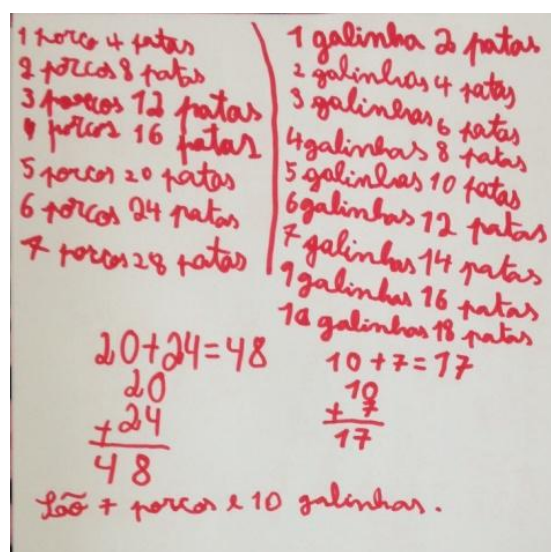 1 porco 4 patas
2 porcos 8 patas
3 porcos 12 patas
4 porcos 16 patas
5 porcos 20 patas
6 porcos 24 patas
7 porcos 28 patas
1 galinha 2 patas
2 galinhas 4 patas
3 galinhas 6 patas
4 galinhas 8 patas
5 galinhas 10 patas
6 galinhas 12 patas
7 galinhas 14 patas
9 galinhas 16 patas
10 galinhas 18 patas
20+24=48
20
+24
48
10+7=17
10
+7
17
São 7 porcos e 10 galinhas.